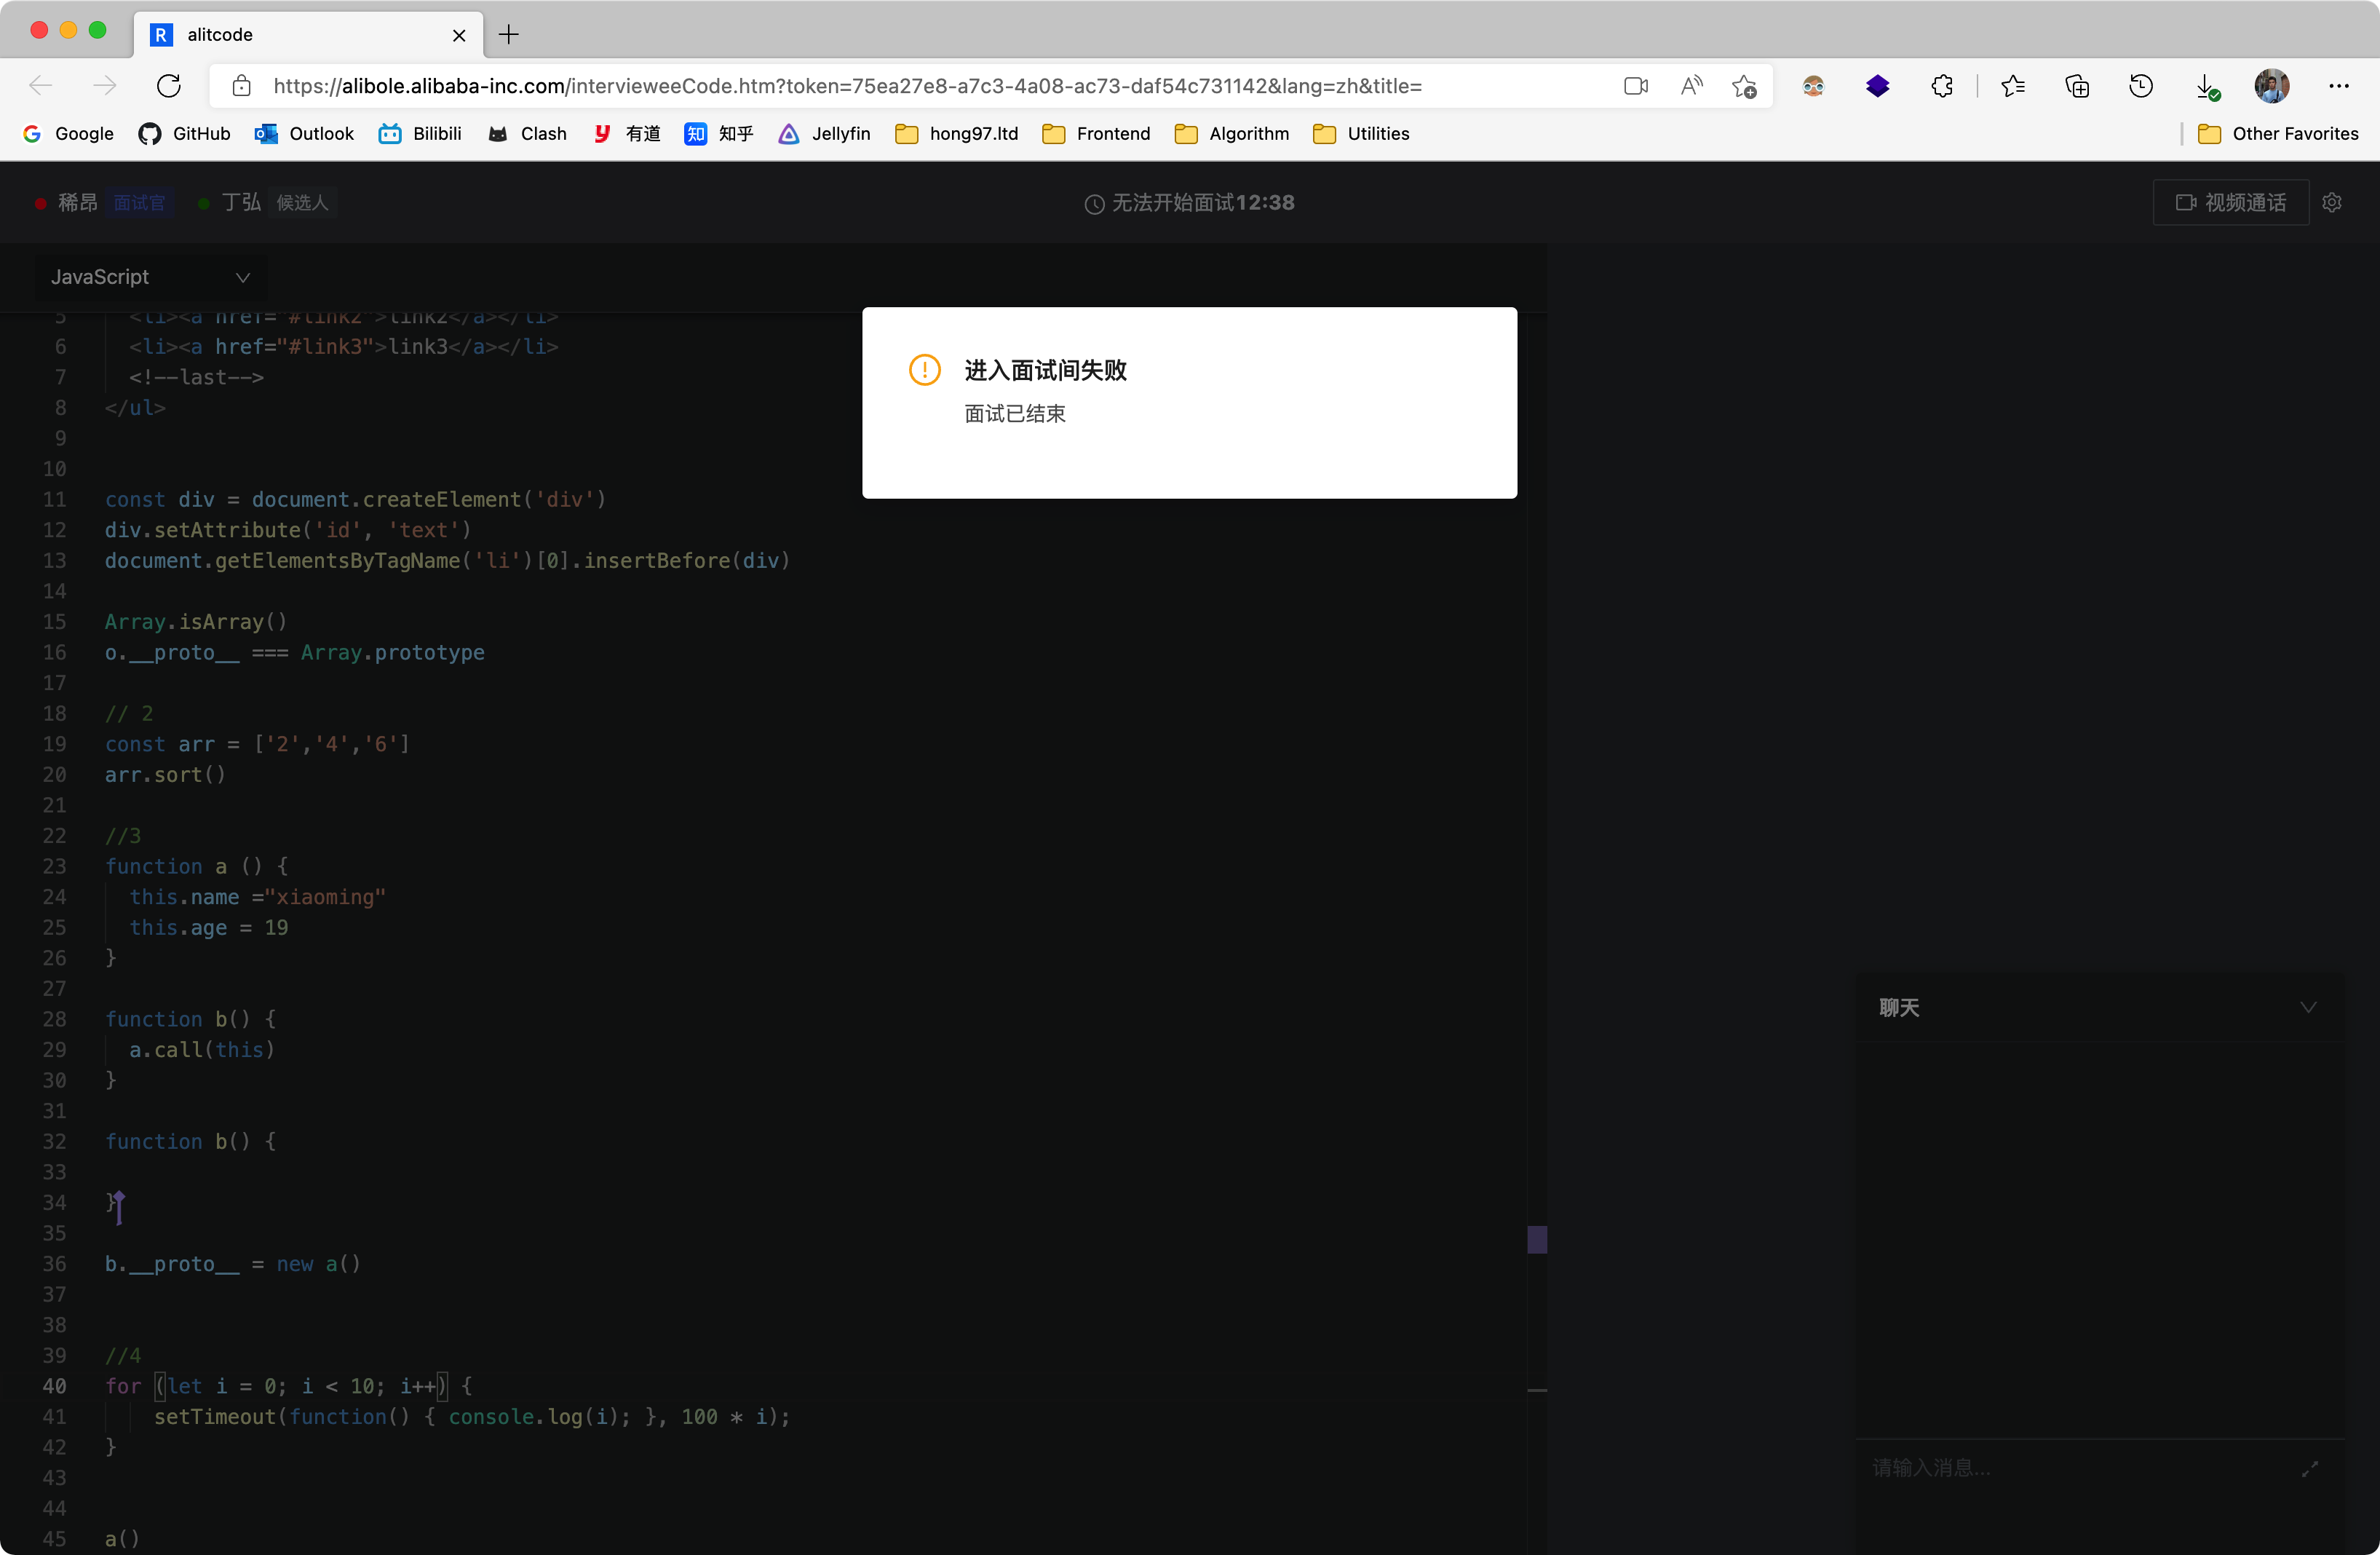 R alitcode
https://alibole.alibaba-inc.com/intervieweeCode.htm?token=75ea27e8-a7c3-4a08-ac73-daf54c731142&lang=zh&title=
Google GitHub Outlook Bilibili Clash 有道 知乎 Jellyfin hong97.ltd Frontend Algorithm Utilities Other Favorites
稀昂 面试官 丁弘 候选人 无法开始面试12:38 视频通话
JavaScript
5 <li><a href="#link2">link2</a></li>
6 <li><a href="#link3">link3</a></li>
7 <!--last-->
8 </ul>
9
10
11 const div = document.createElement('div')
12 div.setAttribute('id', 'text')
13 document.getElementsByTagName('li')[0].insertBefore(div)
14
15 Array.isArray()
16 o.__proto__ === Array.prototype
17
18 // 2
19 const arr = ['2','4','6']
20 arr.sort()
21
22 //3
23 function a () {
24 this.name ="xiaoming"
25 this.age = 19
26 }
27
28 function b() {
29 a.call(this)
30 }
31
32 function b() {
33
34 }
35
36 b.__proto__ = new a()
37
38
39 //4
40 for (let i = 0; i < 10; i++) {
41 setTimeout(function() { console.log(i); }, 100 * i);
42 }
43
44
45 a()
进入面试间失败
面试已结束
聊天
请输入消息...